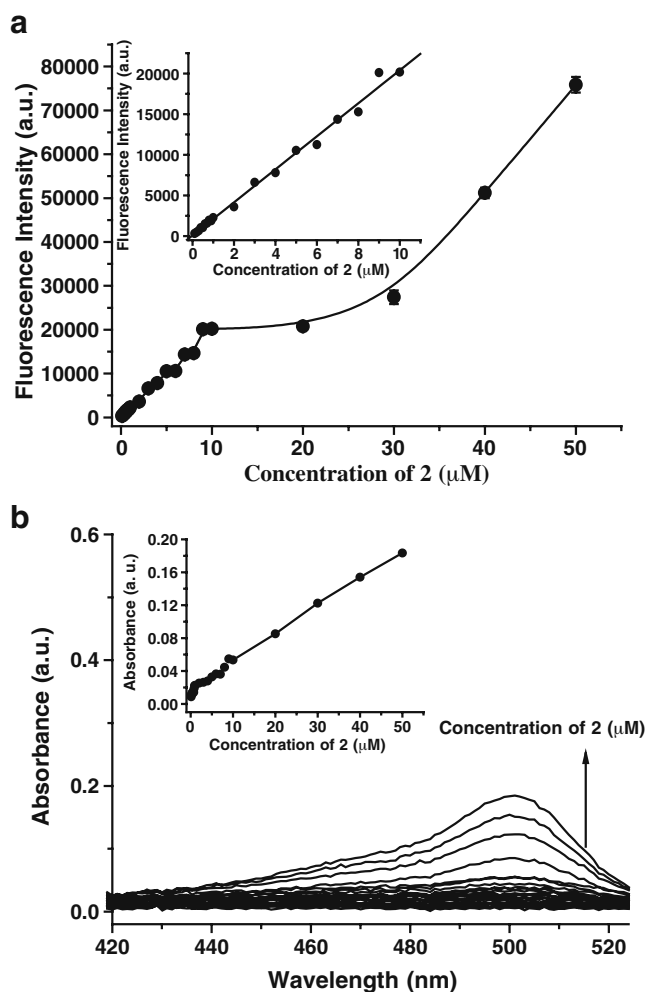 a
Fluorescence Intensity (a.u.)
80000
70000
60000
50000
40000
30000
20000
10000
0
0 10 20 30 40 50
Concentration of 2 (μM)
Fluorescence Intensity (a.u.)
20000
15000
10000
5000
0
0 2 4 6 8 10
Concentration of 2 (μM)
b
Absorbance (a.u.)
0.6
0.4
0.2
0.0
420 440 460 480 500 520
Wavelength (nm)
Absorbance (a. u.)
0.20
0.16
0.12
0.08
0.04
0.00
0 10 20 30 40 50
Concentration of 2 (μM)
Concentration of 2 (μM)